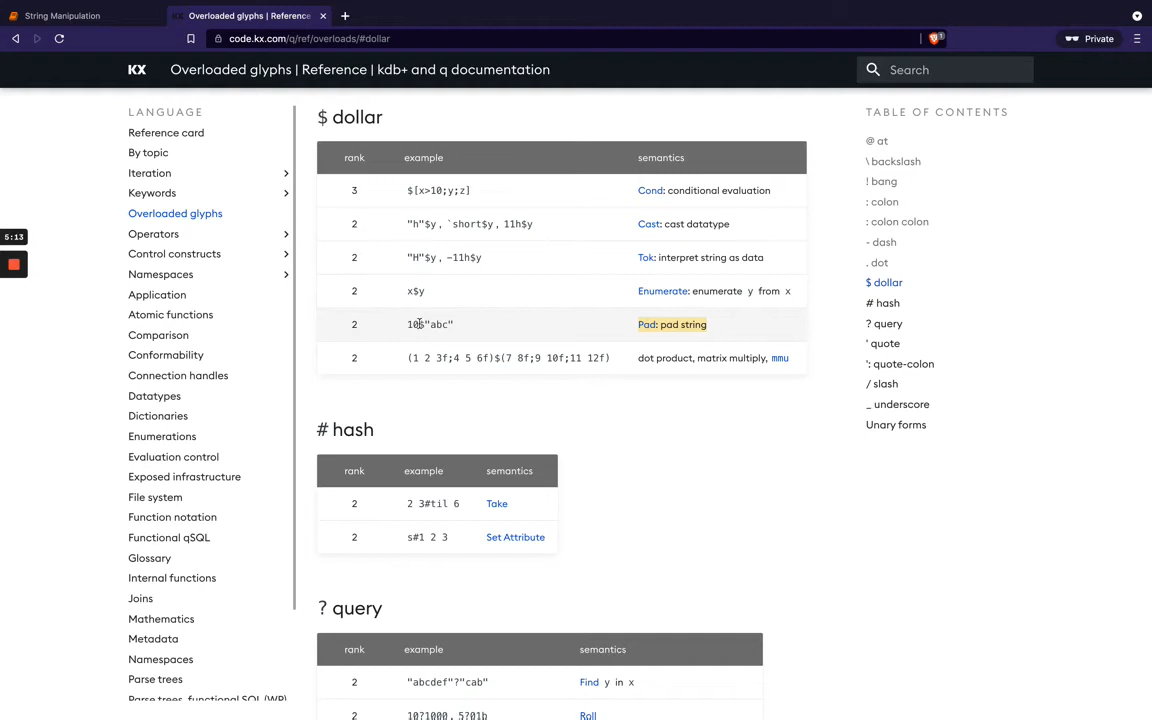 String Manipulation
Overloaded glyphs | Reference
code.kx.com/q/ref/overloads/#dollar
1
Private
KX
Overloaded glyphs | Reference | kdb+ and q documentation
Search
5:13
LANGUAGE
Reference card
By topic
Iteration
Keywords
Overloaded glyphs
Operators
Control constructs
Namespaces
Application
Atomic functions
Comparison
Conformability
Connection handles
Datatypes
Dictionaries
Enumerations
Evaluation control
Exposed infrastructure
File system
Function notation
Functional qSQL
Glossary
Internal functions
Joins
Mathematics
Metadata
Namespaces
Parse trees
Parse trees, functional SQL (WP)
$ dollar
rank example semantics
3 $[x>10;y;z] Cond: conditional evaluation
2 "h"$y, `short$y, 11h$y Cast: cast datatype
2 "H"$y, -11h$y Tok: interpret string as data
2 x$y Enumerate: enumerate y from x
2 10$"abc" Pad: pad string
2 (1 2 3f;4 5 6f)$(7 8f;9 10f;11 12f) dot product, matrix multiply, mmu
# hash
rank example semantics
2 2 3#til 6 Take
2 s#1 2 3 Set Attribute
? query
rank example semantics
2 "abcdef"?"cab" Find y in x
2 10?1000, 5?01b Roll
TABLE OF CONTENTS
@ at
\ backslash
! bang
: colon
: colon colon
- dash
. dot
$ dollar
# hash
? query
' quote
': quote-colon
/ slash
_ underscore
Unary forms